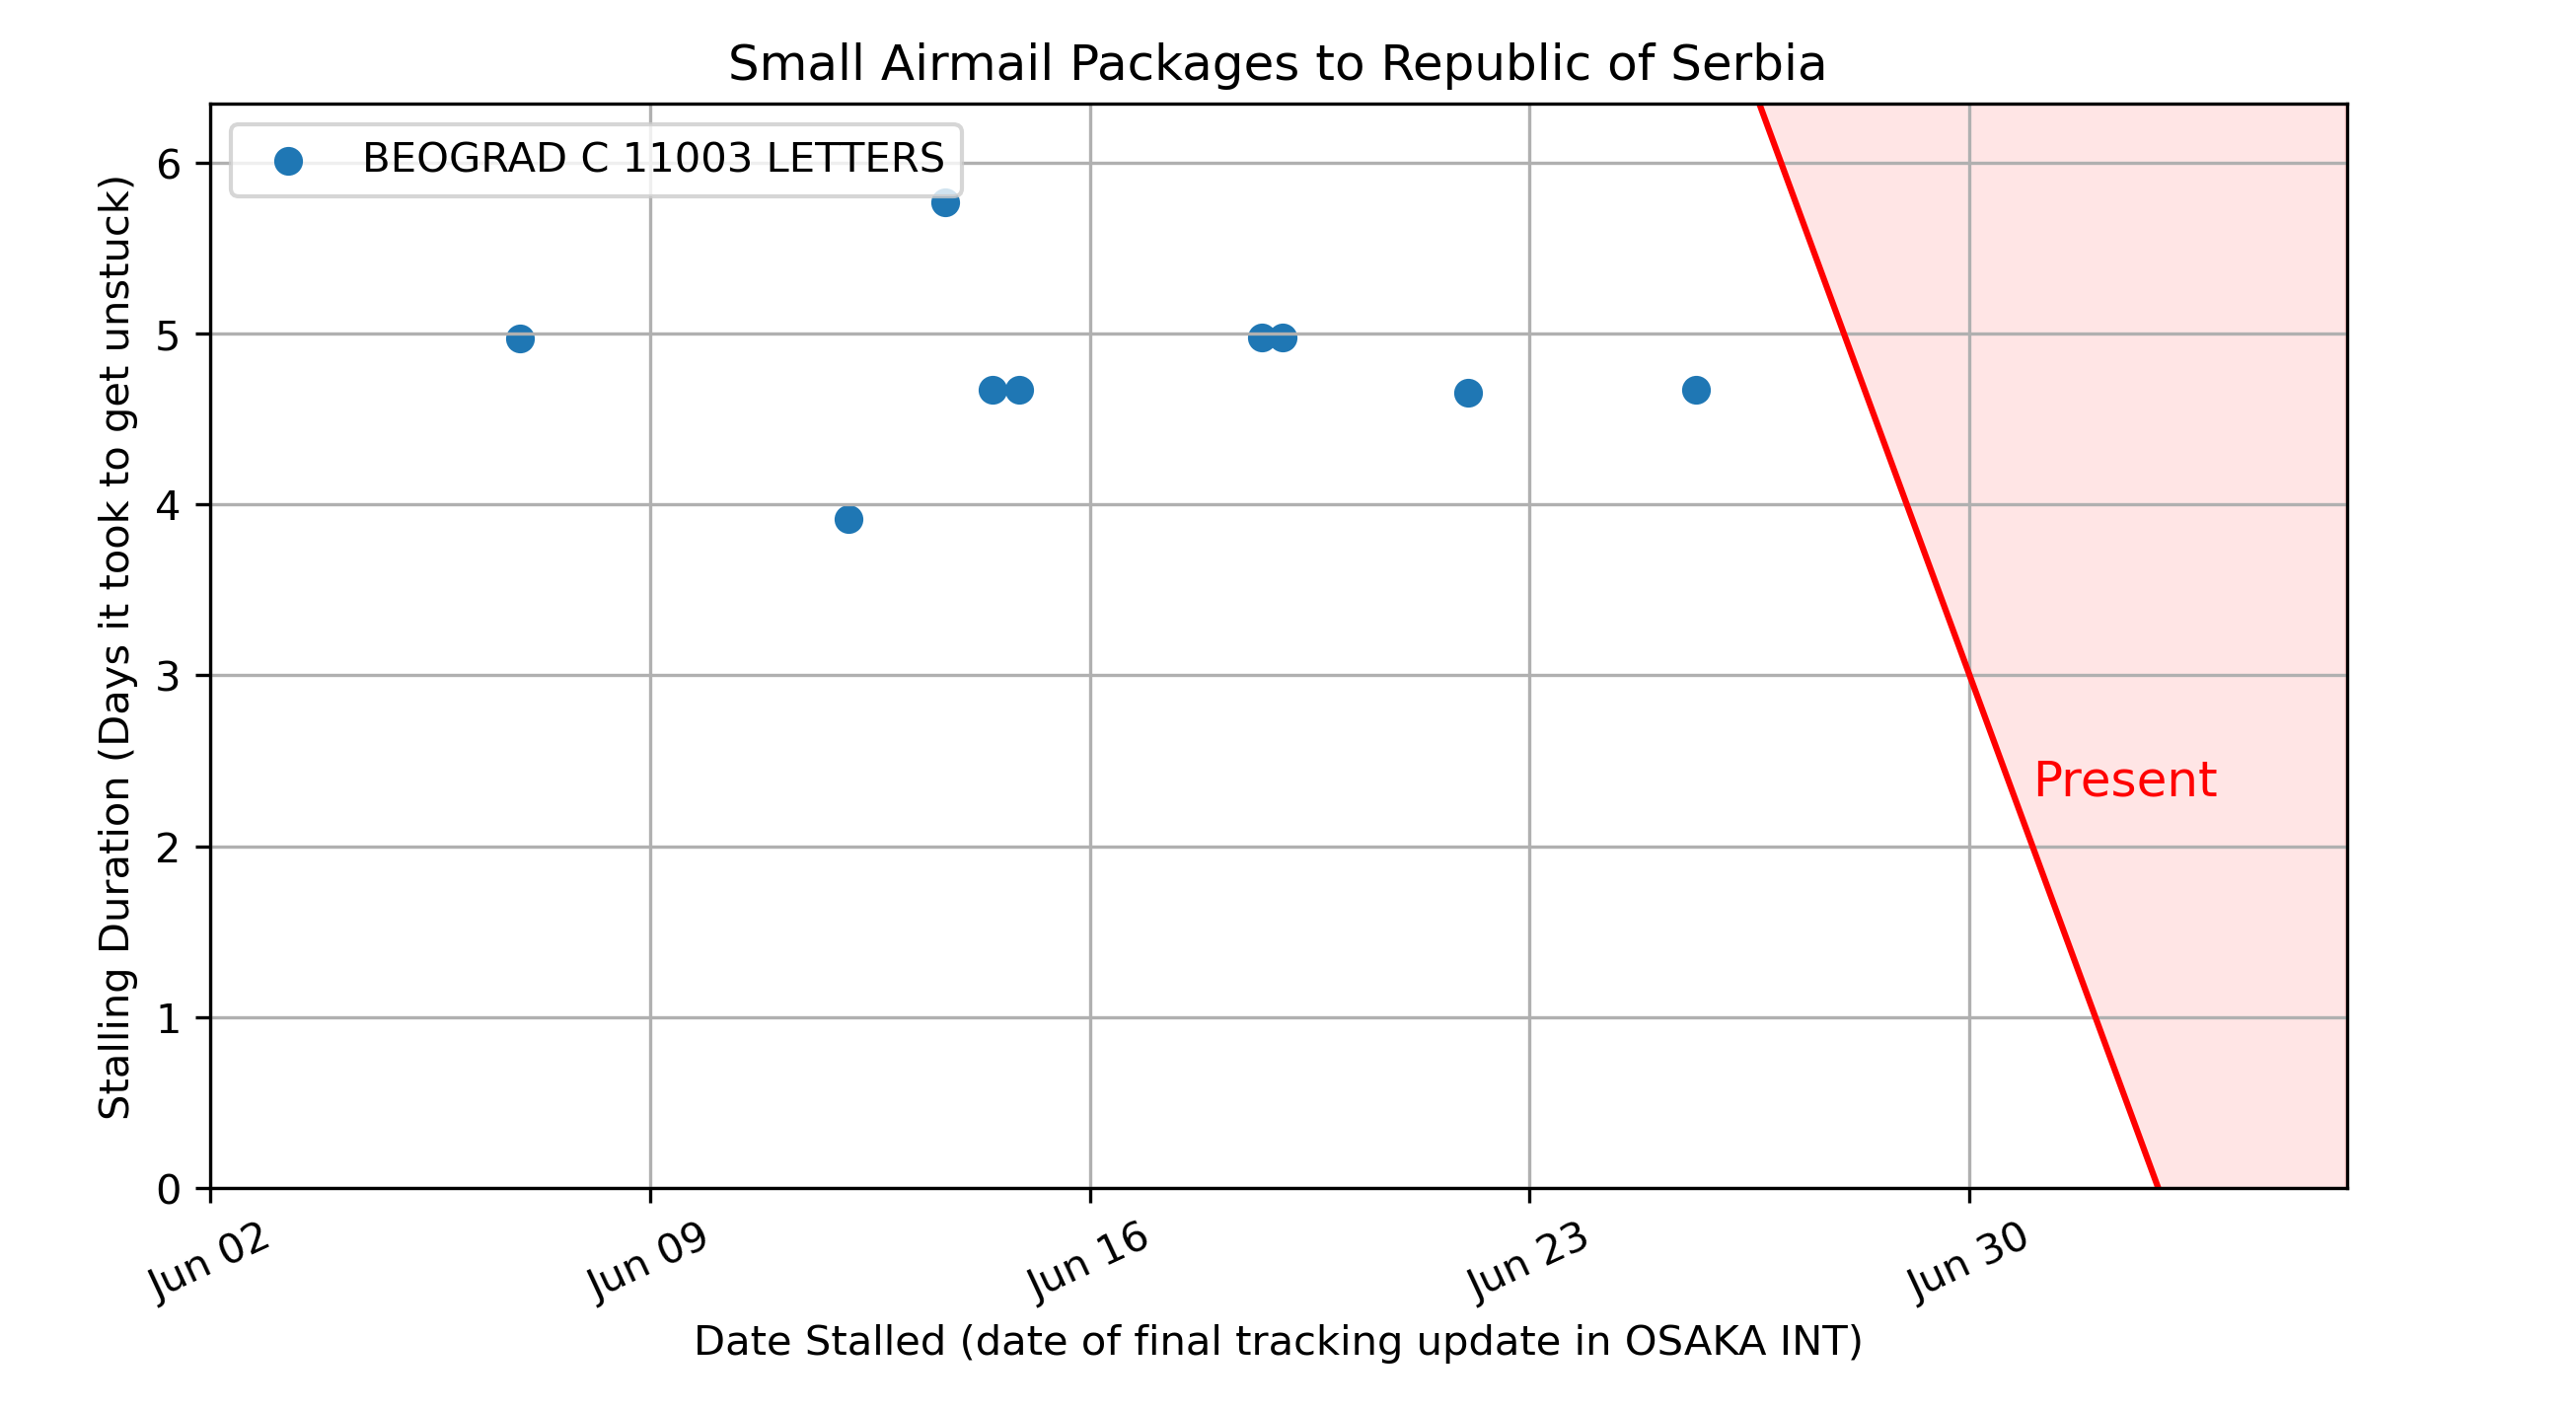 Small Airmail Packages to Republic of Serbia
BEOGRAD C 11003 LETTERS
Stalling Duration (Days it took to get unstuck)
6
5
4
3
2
1
0
Present
Jun 02
Jun 09
Jun 16
Jun 23
Jun 30
Date Stalled (date of final tracking update in OSAKA INT)